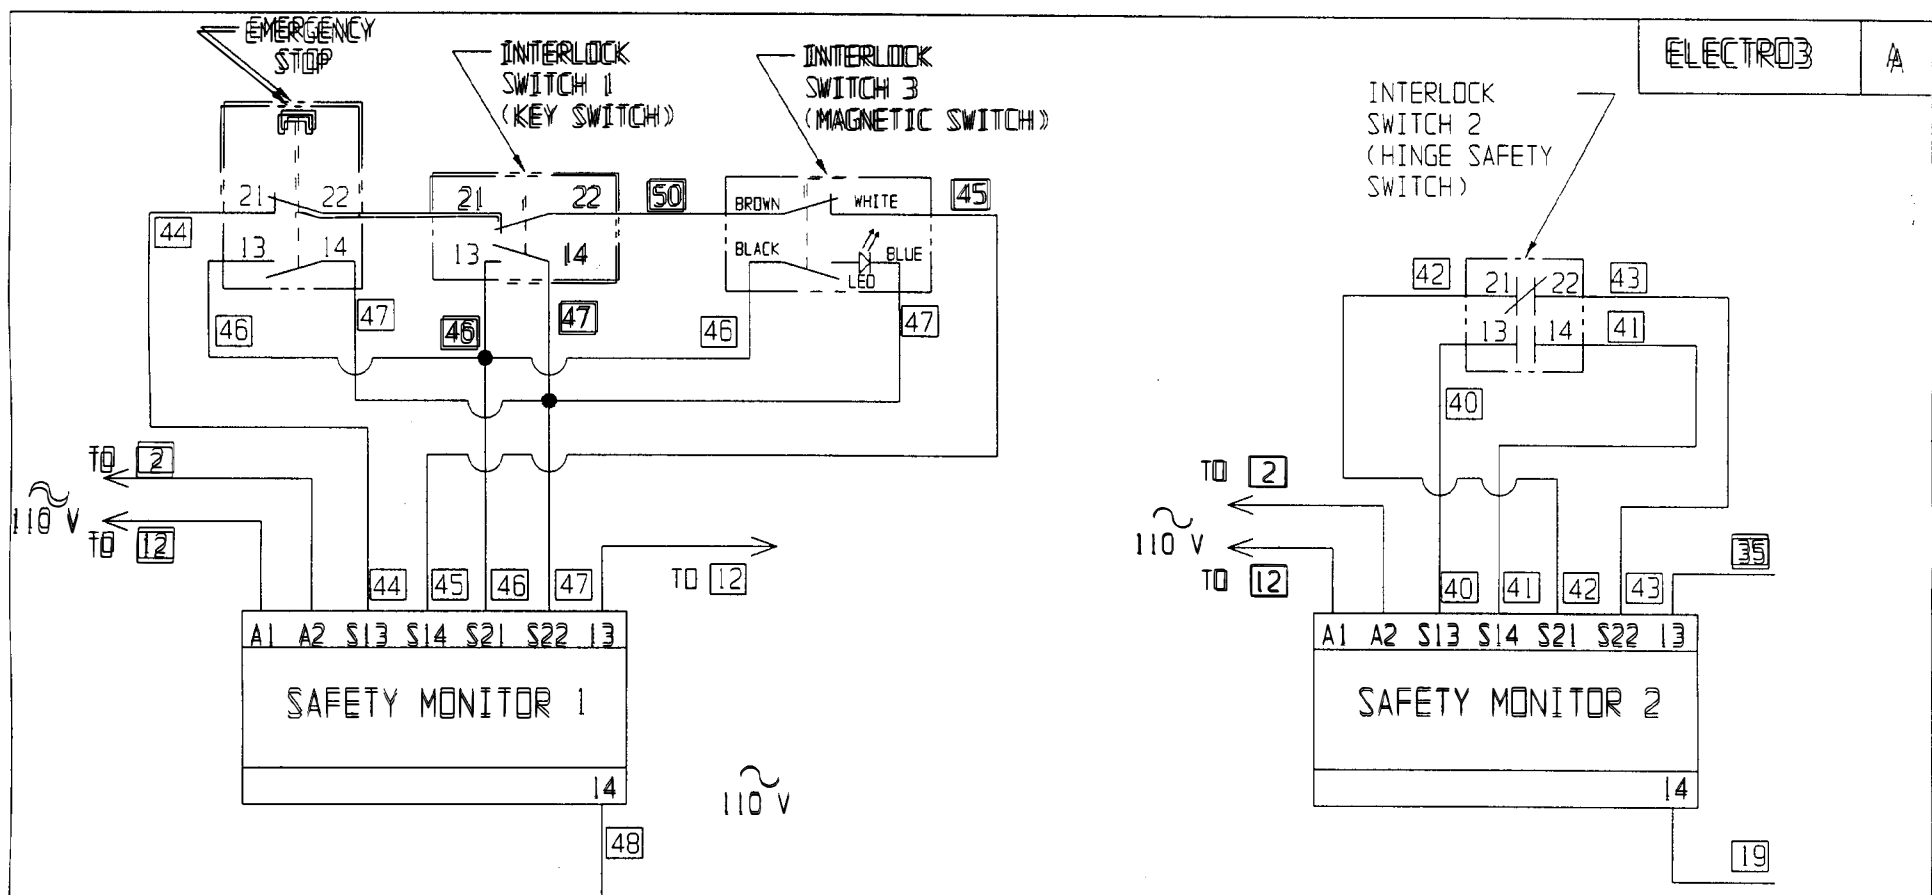 EMERGENCY
STOP
INTERLOCK
SWITCH 1
(KEY SWITCH)
INTERLOCK
SWITCH 3
(MAGNETIC SWITCH)
INTERLOCK
SWITCH 2
(HINGE SAFETY
SWITCH)
ELECTRO3 A
21 22
13 14
21 22
13 14
BROWN WHITE
BLACK BLUE
LED
44
50
45
46
47
46
47
46
47
42
21 22
43
13 14
41
40
TO 2
110 V
TO 12
TO 12
44 45 46 47
A1 A2 S13 S14 S21 S22 13
SAFETY MONITOR 1
14
48
110 V
TO 2
110 V
TO 12
35
40 41 42 43
A1 A2 S13 S14 S21 S22 13
SAFETY MONITOR 2
14
19